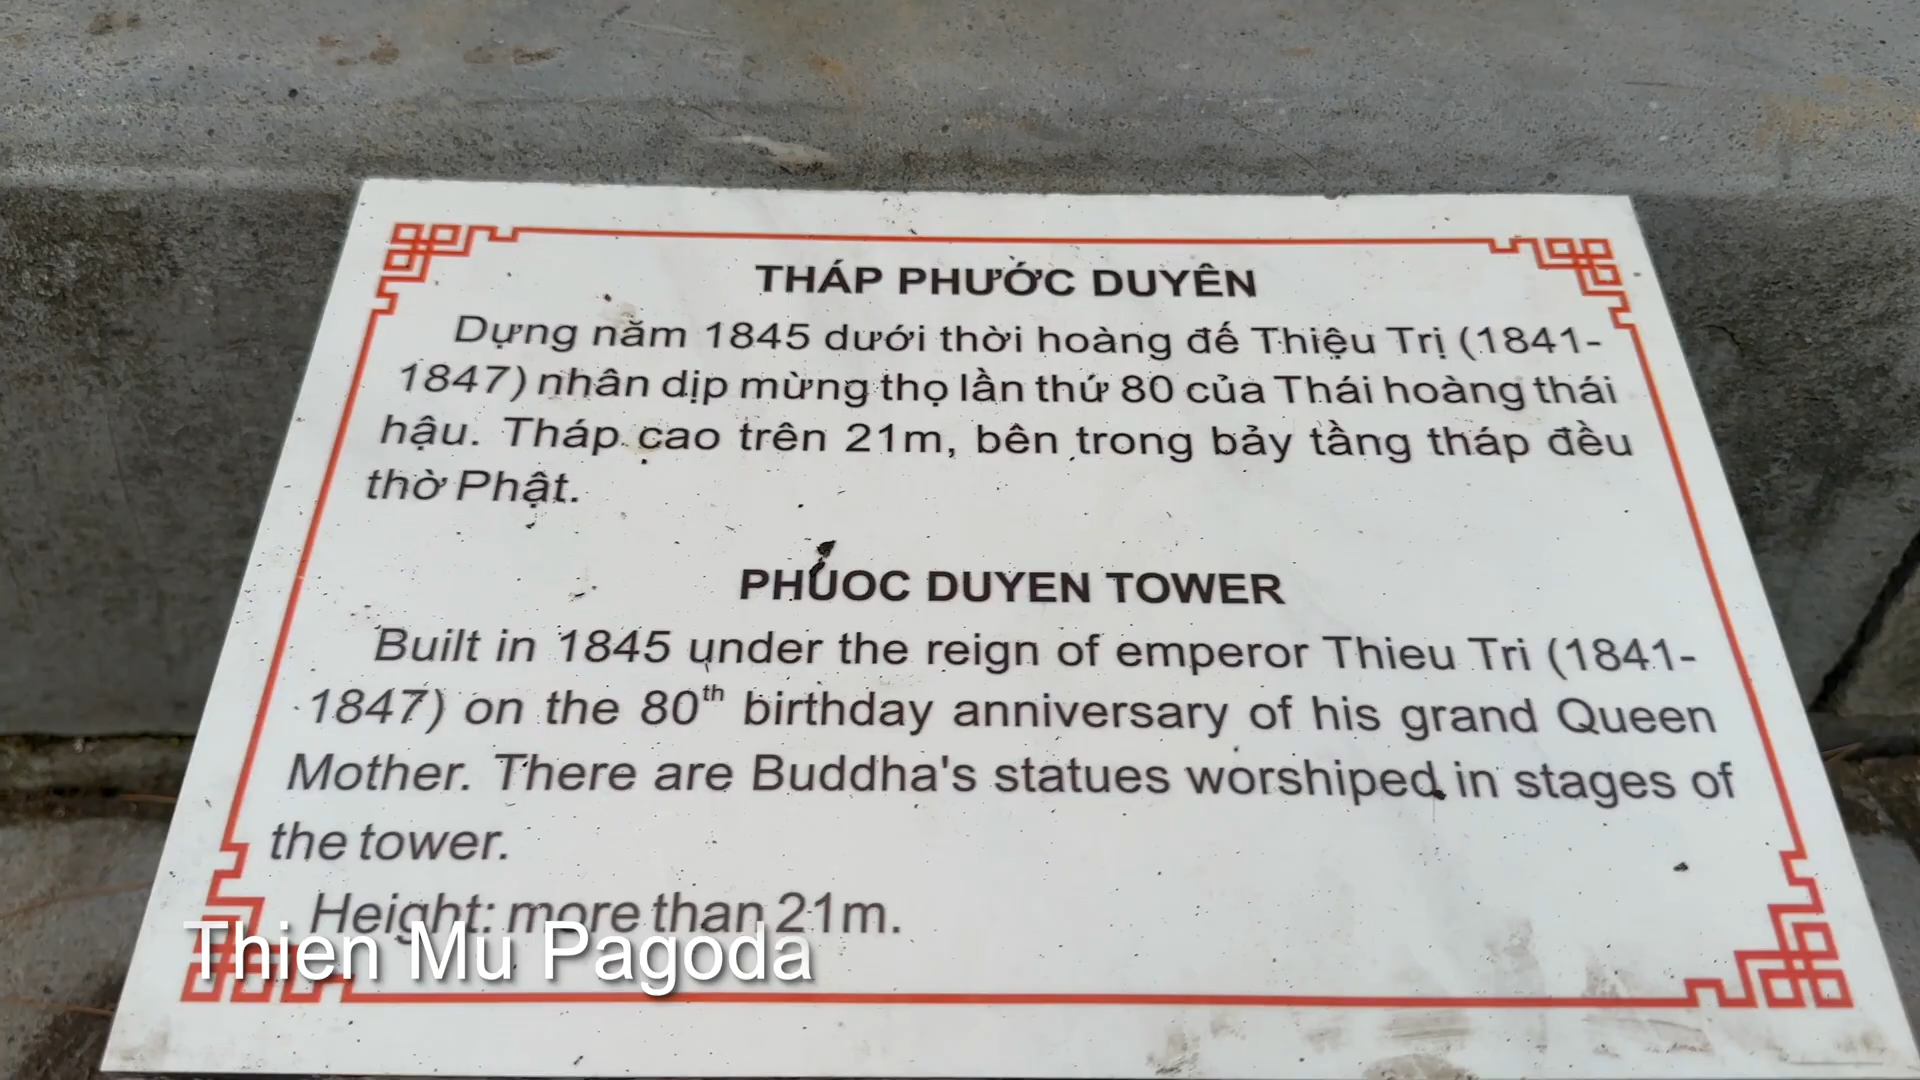 THÁP PHƯỚC DUYÊN
Dựng năm 1845 dưới thời hoàng đế Thiệu Trị (1841-
1847) nhân dịp mừng thọ lần thứ 80 của Thái hoàng thái
hậu. Tháp cao trên 21m, bên trong bảy tầng tháp đều
thờ Phật.
PHUOC DUYEN TOWER
Built in 1845 under the reign of emperor Thieu Tri (1841-
1847) on the 80th birthday anniversary of his grand Queen
Mother. There are Buddha's statues worshiped in stages of
the tower.
Height: more than 21m.
Thien Mu Pagoda